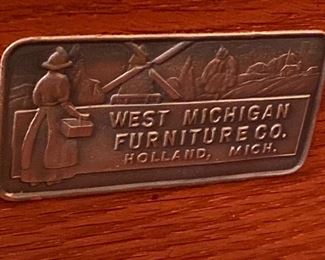 WEST MICHIGAN
FURNITURE CO.
HOLLAND, MICH.